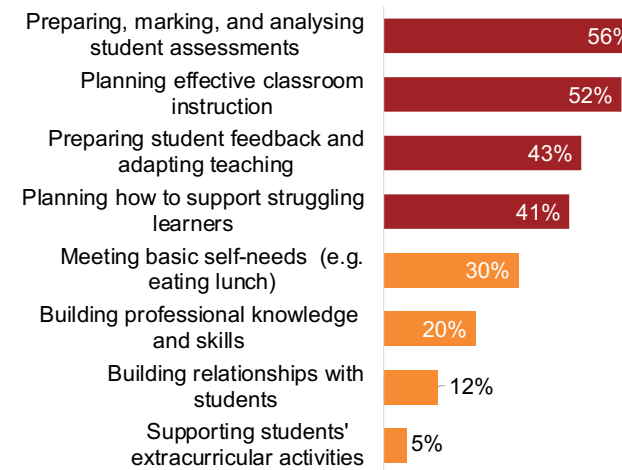 Preparing, marking, and analysing
student assessments
56%
Planning effective classroom
instruction
52%
Preparing student feedback and
adapting teaching
43%
Planning how to support struggling
learners
41%
Meeting basic self-needs (e.g.
eating lunch)
30%
Building professional knowledge
and skills
20%
Building relationships with
students
12%
Supporting students'
extracurricular activities
5%